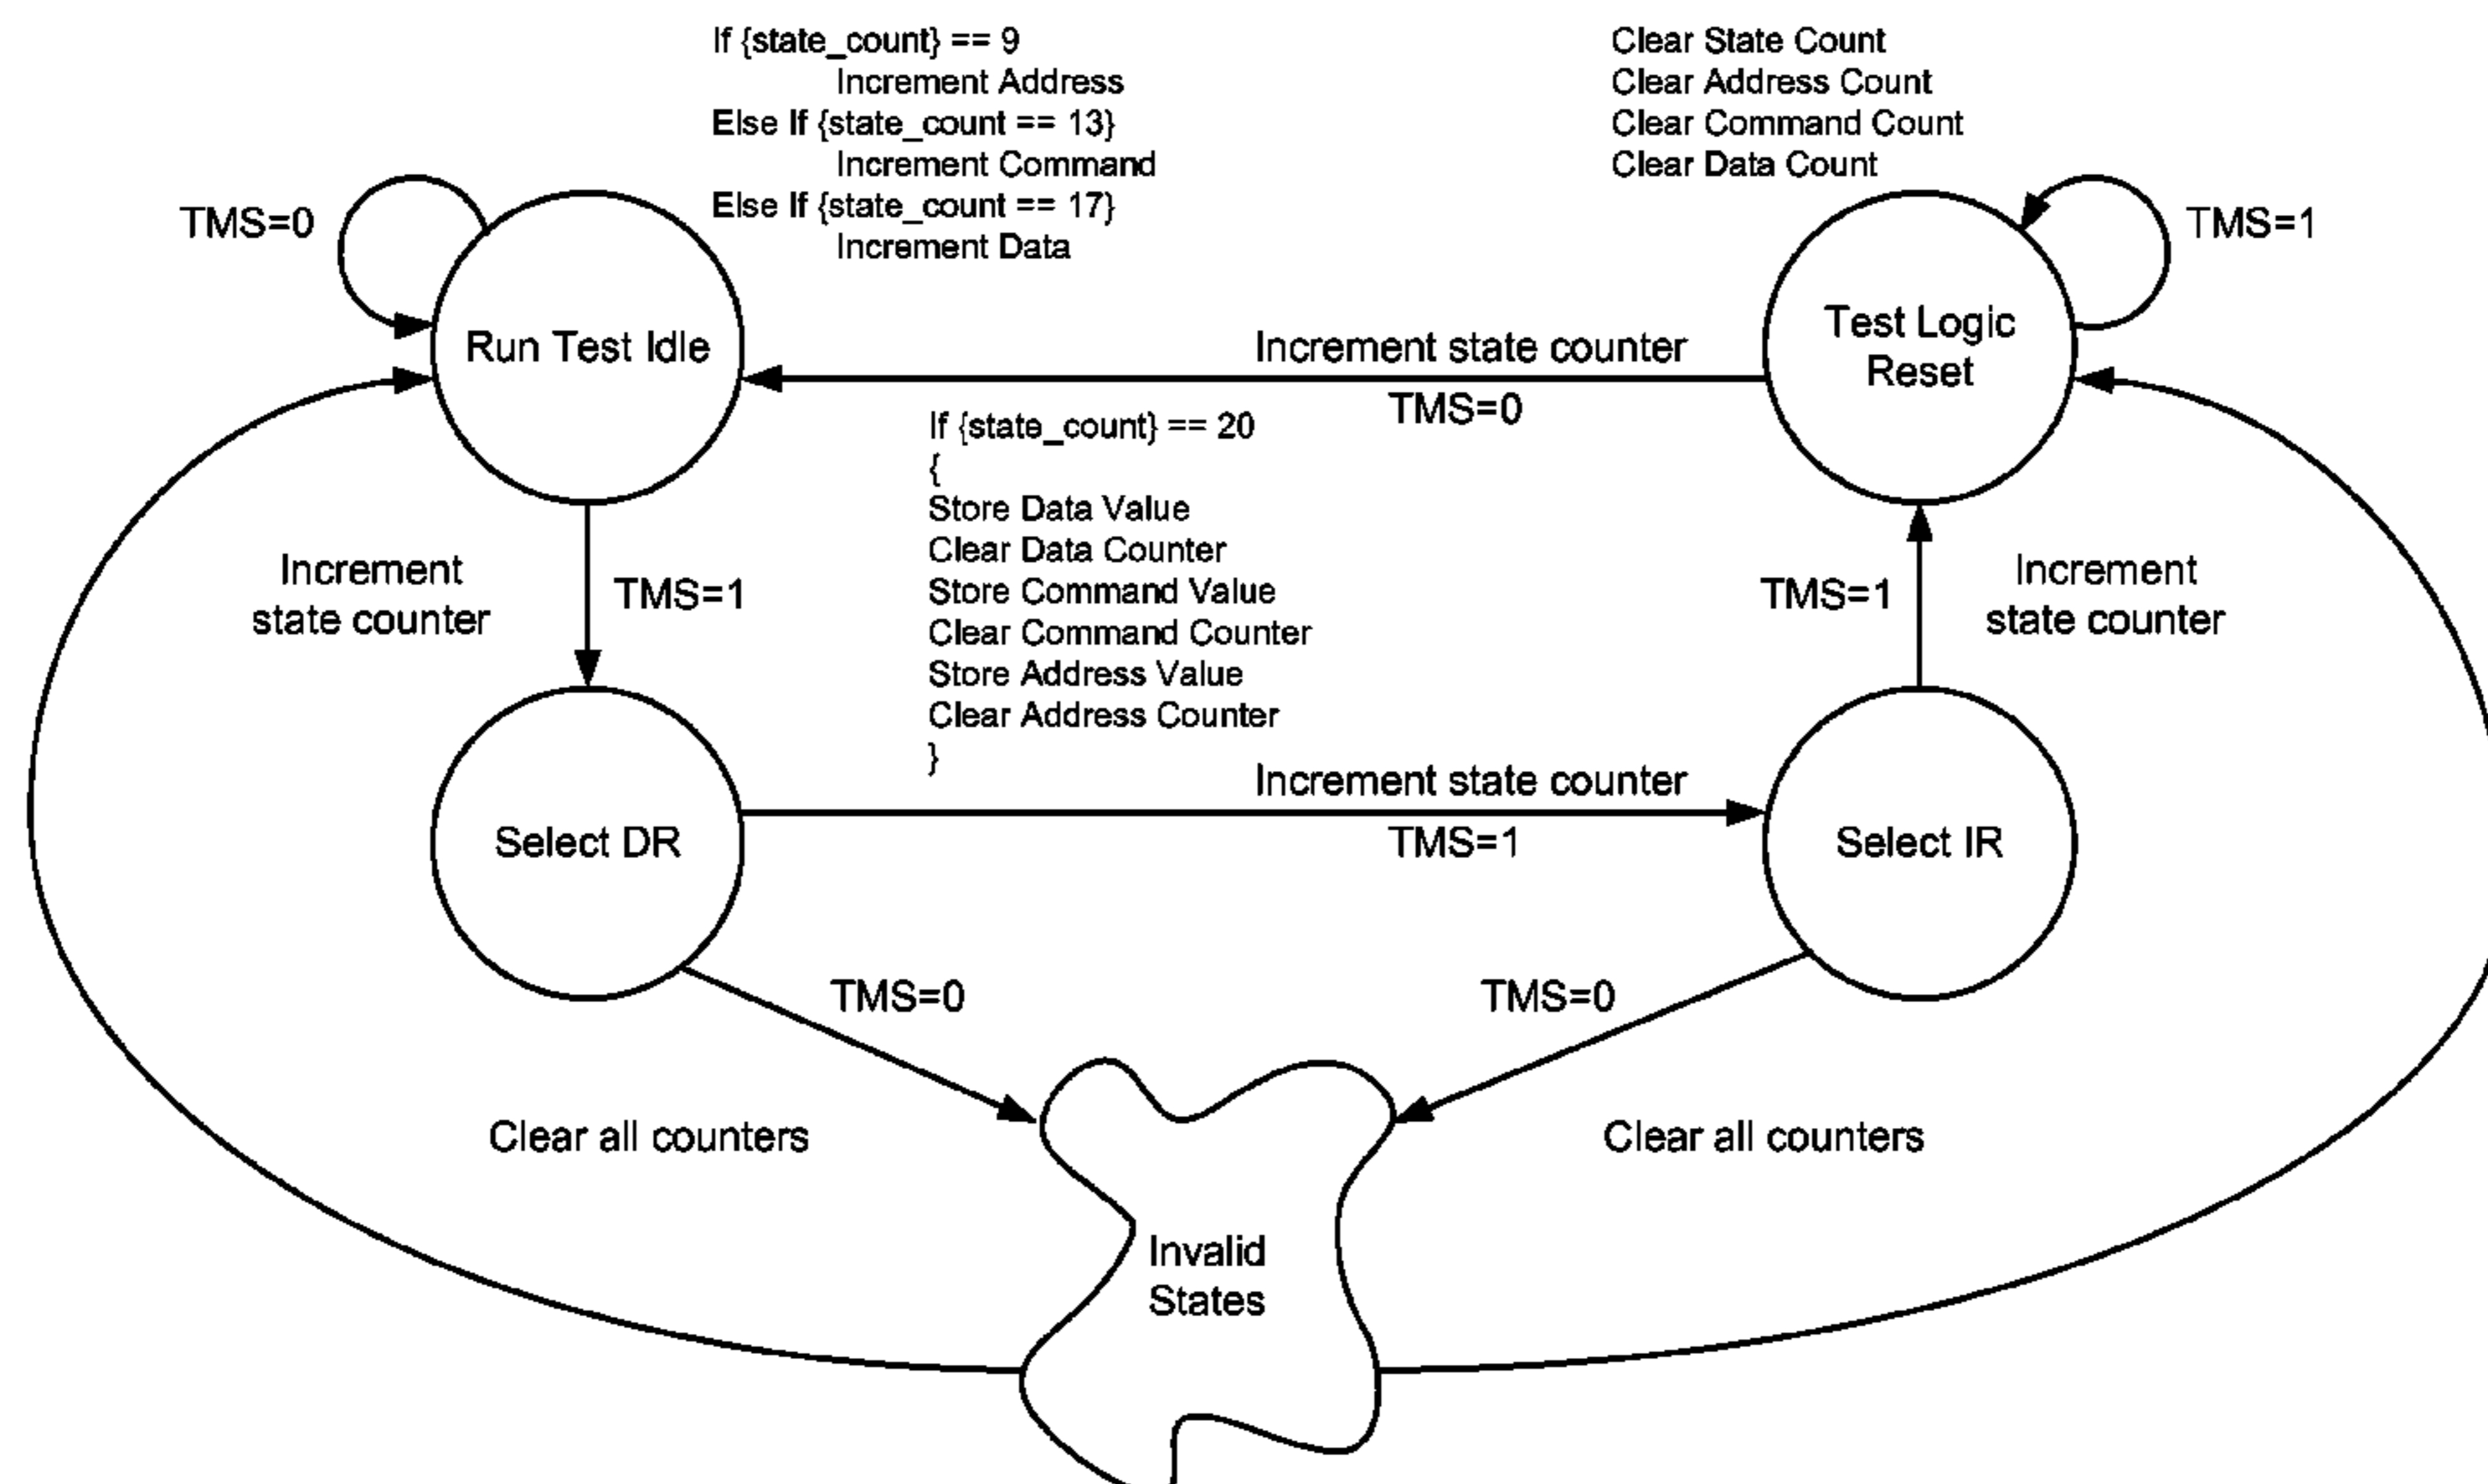 If {state_count} == 9
Increment Address
Else If {state_count == 13}
Increment Command
Else If {state_count == 17}
Increment Data
Clear State Count
Clear Address Count
Clear Command Count
Clear Data Count
TMS=0
TMS=1
Run Test Idle
Test Logic
Reset
Increment state counter
TMS=0
If {state_count} == 20
{
Store Data Value
Clear Data Counter
Store Command Value
Clear Command Counter
Store Address Value
Clear Address Counter
}
Increment
state counter
TMS=1
TMS=1
Increment
state counter
Increment state counter
TMS=1
Select DR
Select IR
TMS=0
TMS=0
Clear all counters
Clear all counters
Invalid
States